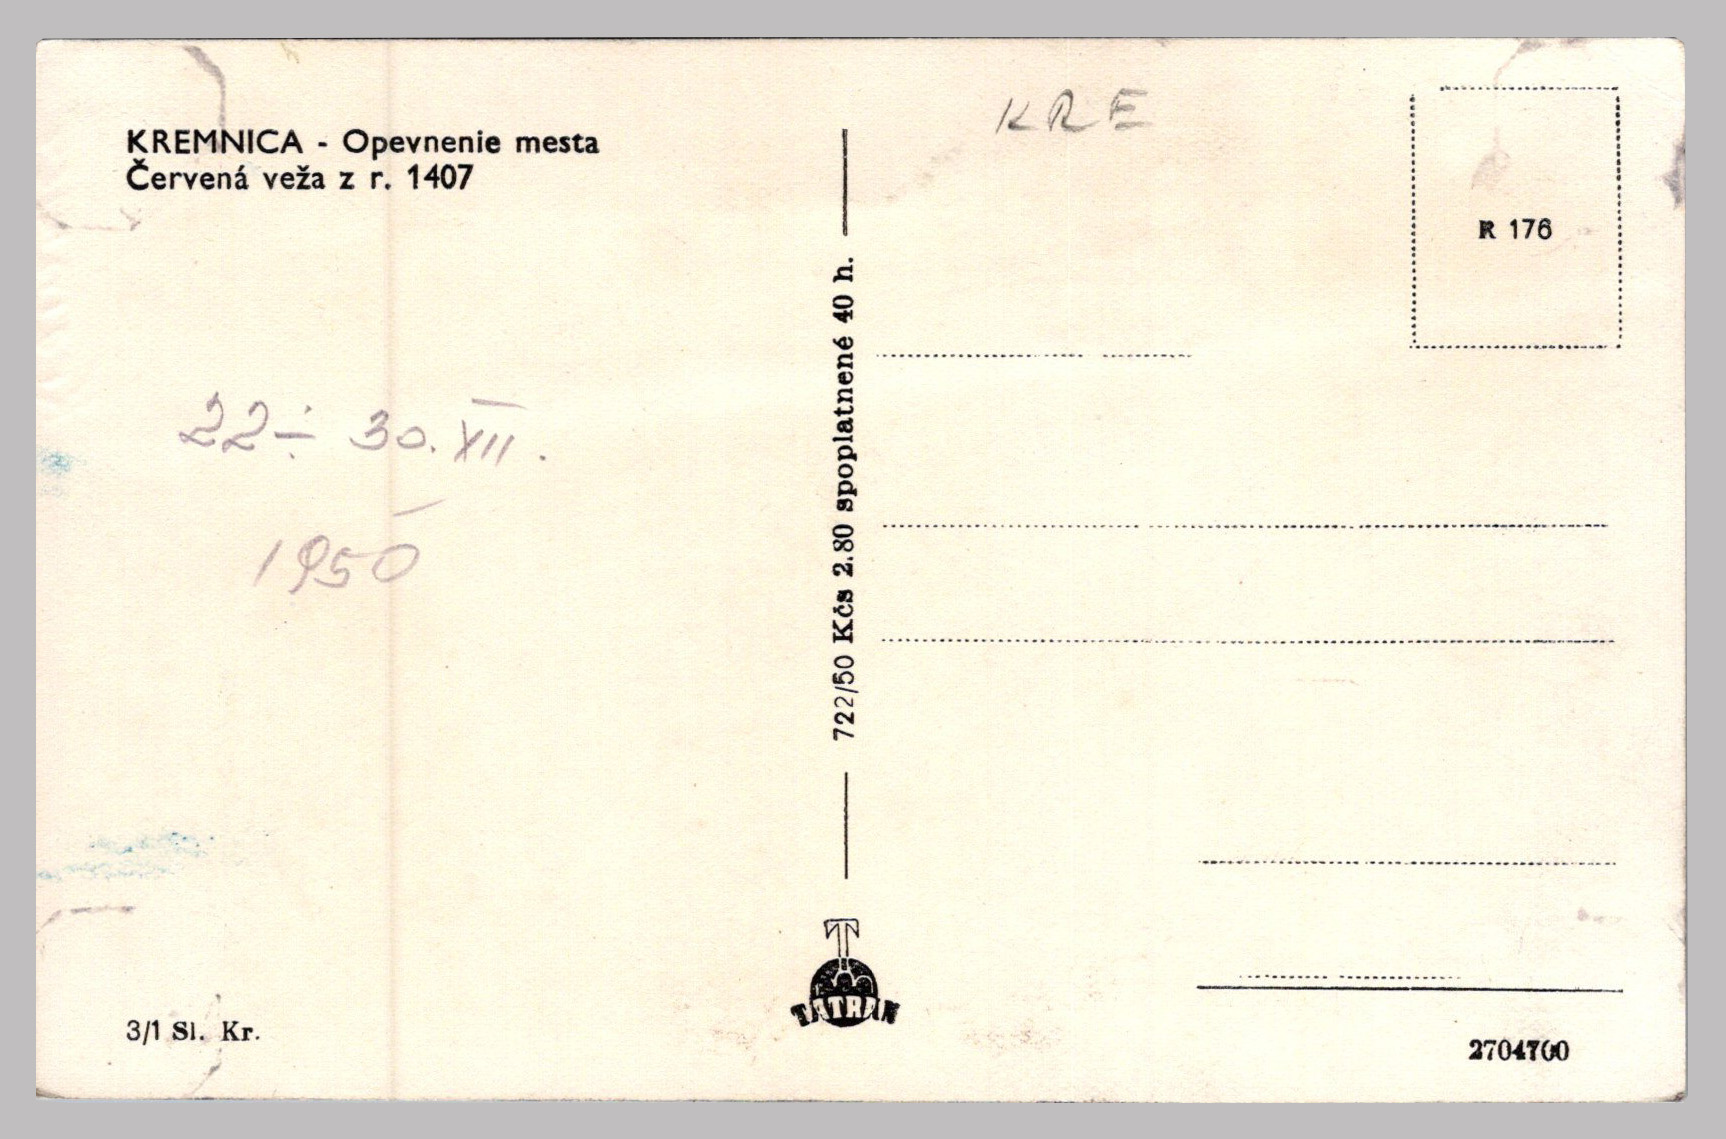 KREMNICA - Opevnenie mesta
Červená veža z r. 1407
22 ÷ 30. XII.
1950
3/1 Sl. Kr.
722/50 Kčs 2.80 spoplatnené 40 h.
T
TATRAN
KRE
R 176
2704700